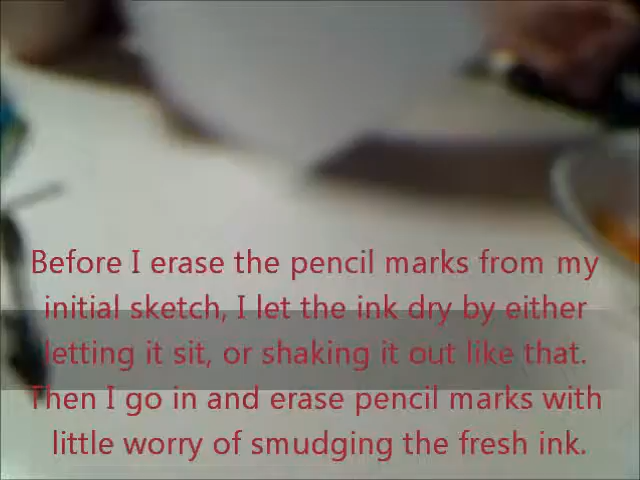 Before I erase the pencil marks from my
initial sketch, I let the ink dry by either
letting it sit, or shaking it out like that.
Then I go in and erase pencil marks with
little worry of smudging the fresh ink.